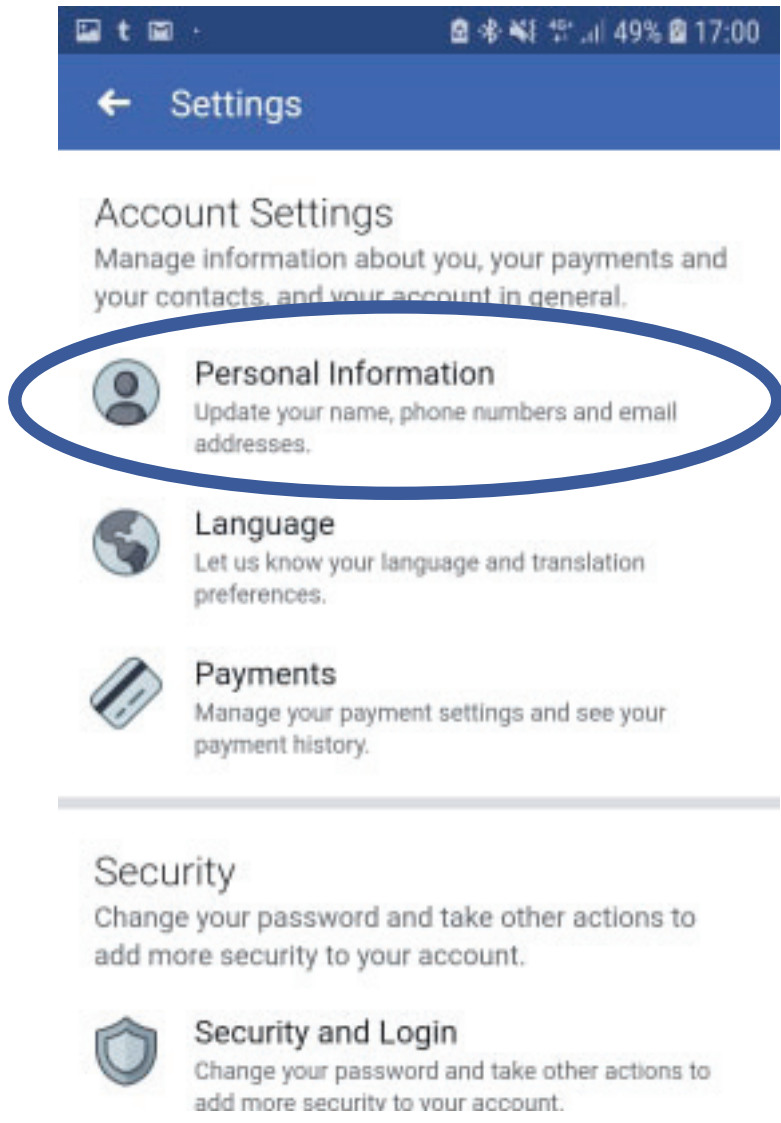 t 49% 17:00
Settings
Account Settings
Manage information about you, your payments and
your contacts, and your account in general.
Personal Information
Update your name, phone numbers and email
addresses.
Language
Let us know your language and translation
preferences.
Payments
Manage your payment settings and see your
payment history.
Security
Change your password and take other actions to
add more security to your account.
Security and Login
Change your password and take other actions to
add more security to your account.